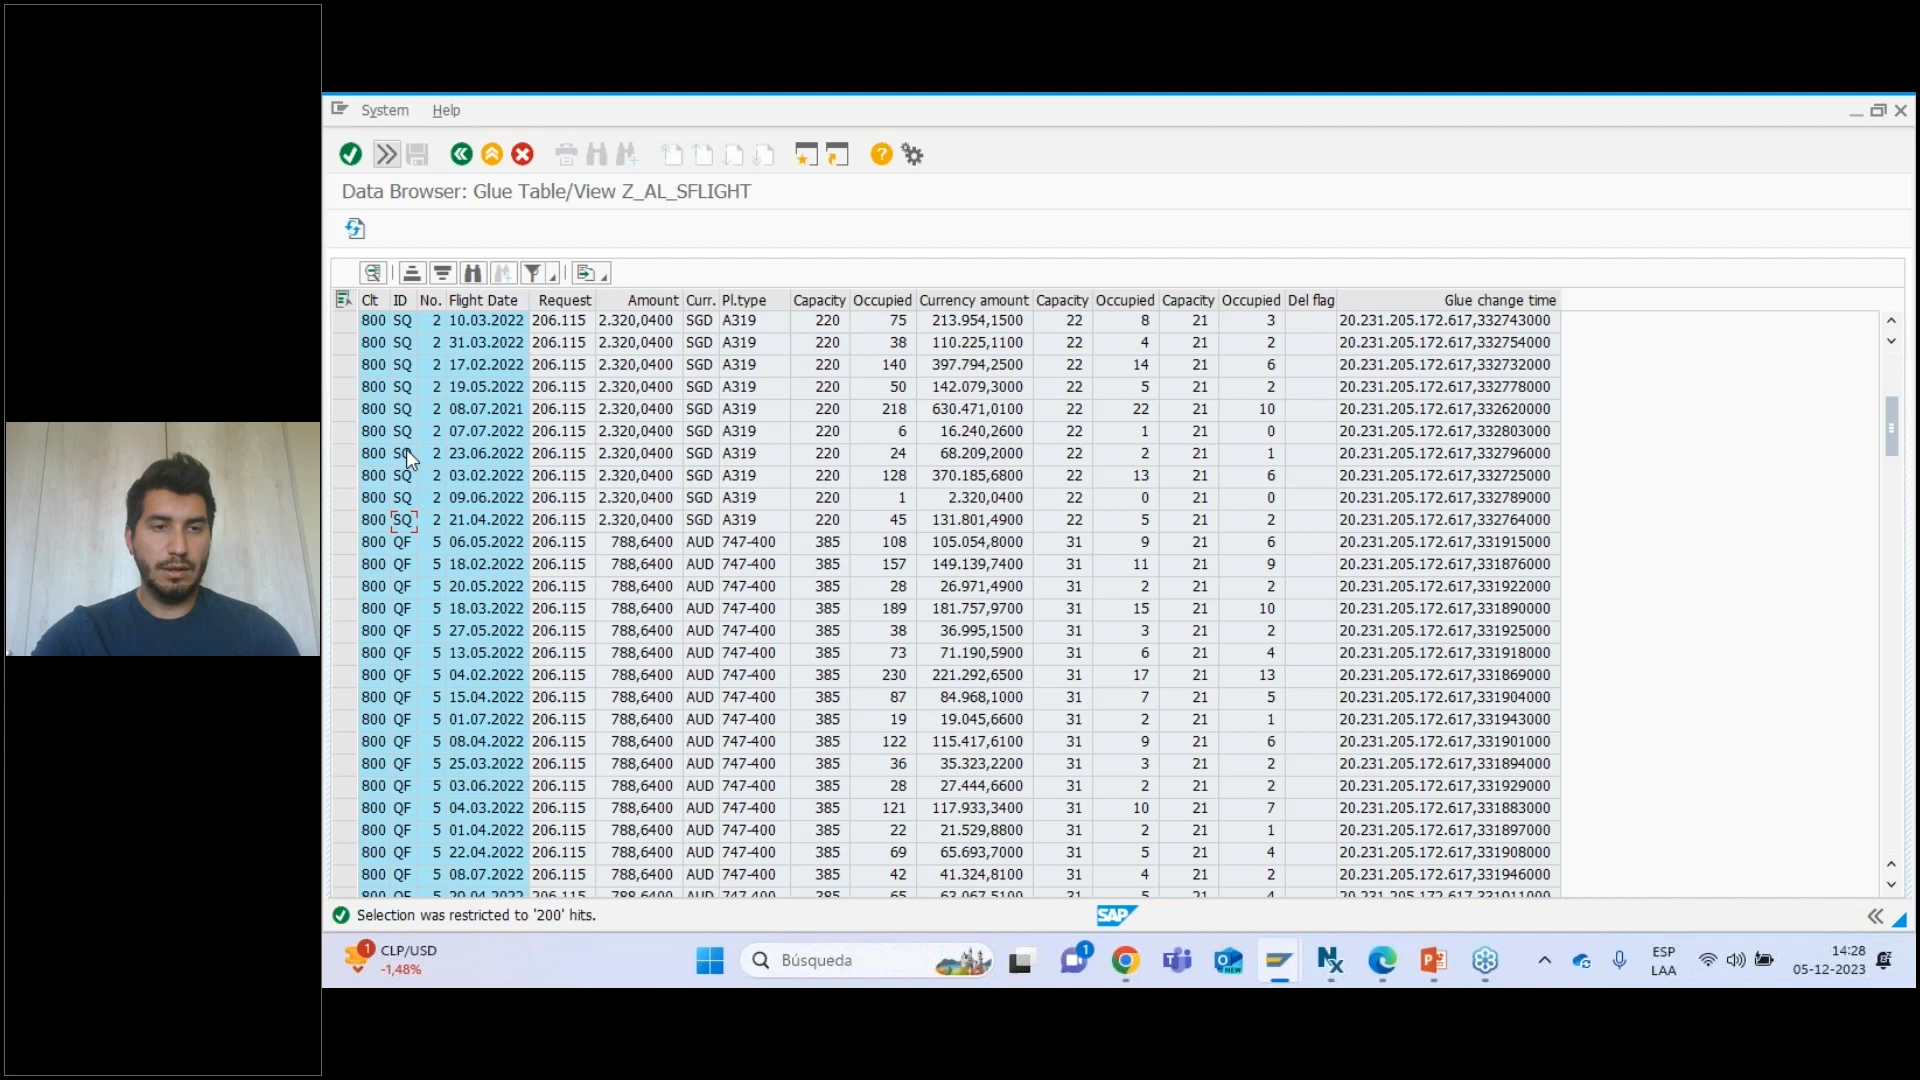 System Help
Data Browser: Glue Table/View Z_AL_SFLIGHT
Clt ID No. Flight Date Request Amount Curr. Pl.type Capacity Occupied Currency amount Capacity Occupied Capacity Occupied Del flag Glue change time
800 SQ 2 10.03.2022 206.115 2.320,0400 SGD A319 220 75 213.954,1500 22 8 21 3 20.231.205.172.617,332743000
800 SQ 2 31.03.2022 206.115 2.320,0400 SGD A319 220 38 110.225,1100 22 4 21 2 20.231.205.172.617,332754000
800 SQ 2 17.02.2022 206.115 2.320,0400 SGD A319 220 140 397.794,2500 22 14 21 6 20.231.205.172.617,332732000
800 SQ 2 19.05.2022 206.115 2.320,0400 SGD A319 220 50 142.079,3000 22 5 21 2 20.231.205.172.617,332778000
800 SQ 2 08.07.2021 206.115 2.320,0400 SGD A319 220 218 630.471,0100 22 22 21 10 20.231.205.172.617,332620000
800 SQ 2 07.07.2022 206.115 2.320,0400 SGD A319 220 6 16.240,2600 22 1 21 0 20.231.205.172.617,332803000
800 SQ 2 23.06.2022 206.115 2.320,0400 SGD A319 220 24 68.209,2000 22 2 21 1 20.231.205.172.617,332796000
800 SQ 2 03.02.2022 206.115 2.320,0400 SGD A319 220 128 370.185,6800 22 13 21 6 20.231.205.172.617,332725000
800 SQ 2 09.06.2022 206.115 2.320,0400 SGD A319 220 1 2.320,0400 22 0 21 0 20.231.205.172.617,332789000
800 SQ 2 21.04.2022 206.115 2.320,0400 SGD A319 220 45 131.801,4900 22 5 21 2 20.231.205.172.617,332764000
800 QF 5 06.05.2022 206.115 788,6400 AUD 747-400 385 108 105.054,8000 31 9 21 6 20.231.205.172.617,331915000
800 QF 5 18.02.2022 206.115 788,6400 AUD 747-400 385 157 149.139,7400 31 11 21 9 20.231.205.172.617,331876000
800 QF 5 20.05.2022 206.115 788,6400 AUD 747-400 385 28 26.971,4900 31 2 21 2 20.231.205.172.617,331922000
800 QF 5 18.03.2022 206.115 788,6400 AUD 747-400 385 189 181.757,9700 31 15 21 10 20.231.205.172.617,331890000
800 QF 5 27.05.2022 206.115 788,6400 AUD 747-400 385 38 36.995,1500 31 3 21 2 20.231.205.172.617,331925000
800 QF 5 13.05.2022 206.115 788,6400 AUD 747-400 385 73 71.190,5900 31 6 21 4 20.231.205.172.617,331918000
800 QF 5 04.02.2022 206.115 788,6400 AUD 747-400 385 230 221.292,6500 31 17 21 13 20.231.205.172.617,331869000
800 QF 5 15.04.2022 206.115 788,6400 AUD 747-400 385 87 84.968,1000 31 7 21 5 20.231.205.172.617,331904000
800 QF 5 01.07.2022 206.115 788,6400 AUD 747-400 385 19 19.045,6600 31 2 21 1 20.231.205.172.617,331943000
800 QF 5 08.04.2022 206.115 788,6400 AUD 747-400 385 122 115.417,6100 31 9 21 6 20.231.205.172.617,331901000
800 QF 5 25.03.2022 206.115 788,6400 AUD 747-400 385 36 35.323,2200 31 3 21 2 20.231.205.172.617,331894000
800 QF 5 03.06.2022 206.115 788,6400 AUD 747-400 385 28 27.444,6600 31 2 21 2 20.231.205.172.617,331929000
800 QF 5 04.03.2022 206.115 788,6400 AUD 747-400 385 121 117.933,3400 31 10 21 7 20.231.205.172.617,331883000
800 QF 5 01.04.2022 206.115 788,6400 AUD 747-400 385 22 21.529,8800 31 2 21 1 20.231.205.172.617,331897000
800 QF 5 22.04.2022 206.115 788,6400 AUD 747-400 385 69 65.693,7000 31 5 21 4 20.231.205.172.617,331908000
800 QF 5 08.07.2022 206.115 788,6400 AUD 747-400 385 42 41.324,8100 31 4 21 2 20.231.205.172.617,331946000
800 QF 5 29.04.2022 206.115 788,6400 AUD 747-400 385 65 63.067,5100 31 5 21 4 20.231.205.172.617,331911000
Selection was restricted to '200' hits.
SAP
1 CLP/USD
-1,48%
Búsqueda
1
NEW
ESP
LAA
14:28
05-12-2023